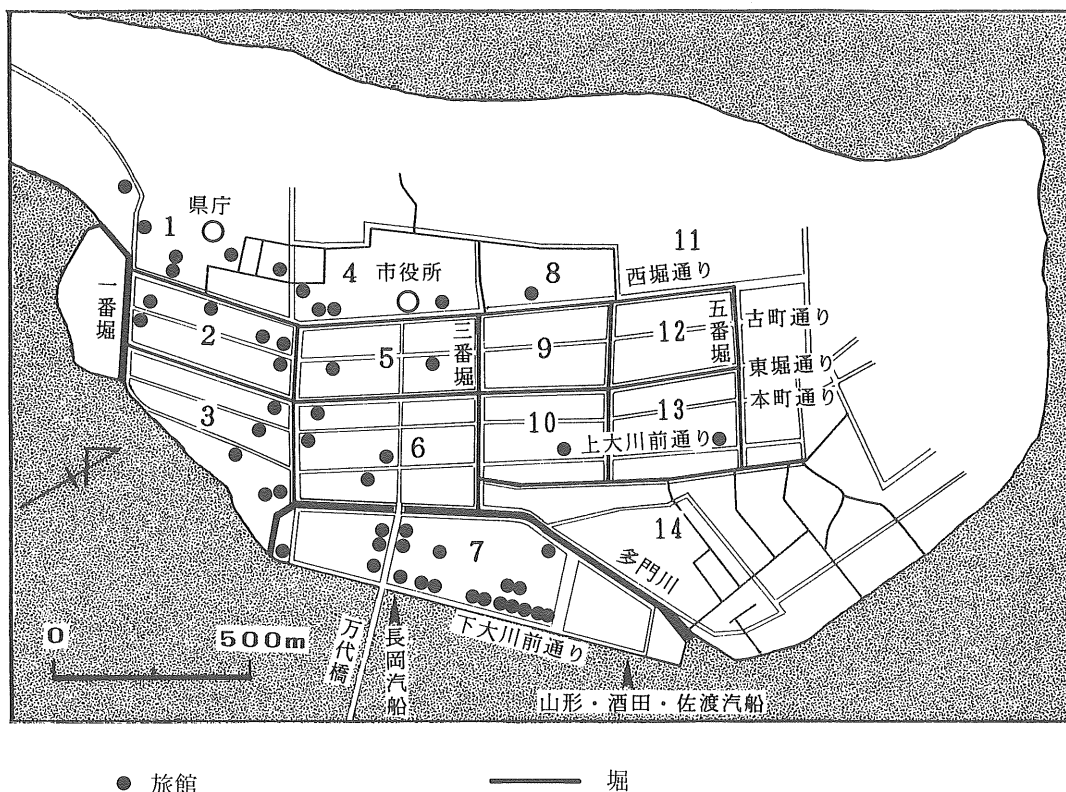 県庁
1
11
4
市役所
8
西堀通り
一番堀
2
5
三番堀
9
12
五番堀
古町通り
東堀通り
本町通り
3
6
10
13
上大川前通り
7
14
多門川
0
500m
万代橋
長岡汽船
下大川前通り
山形・酒田・佐渡汽船
旅館
堀